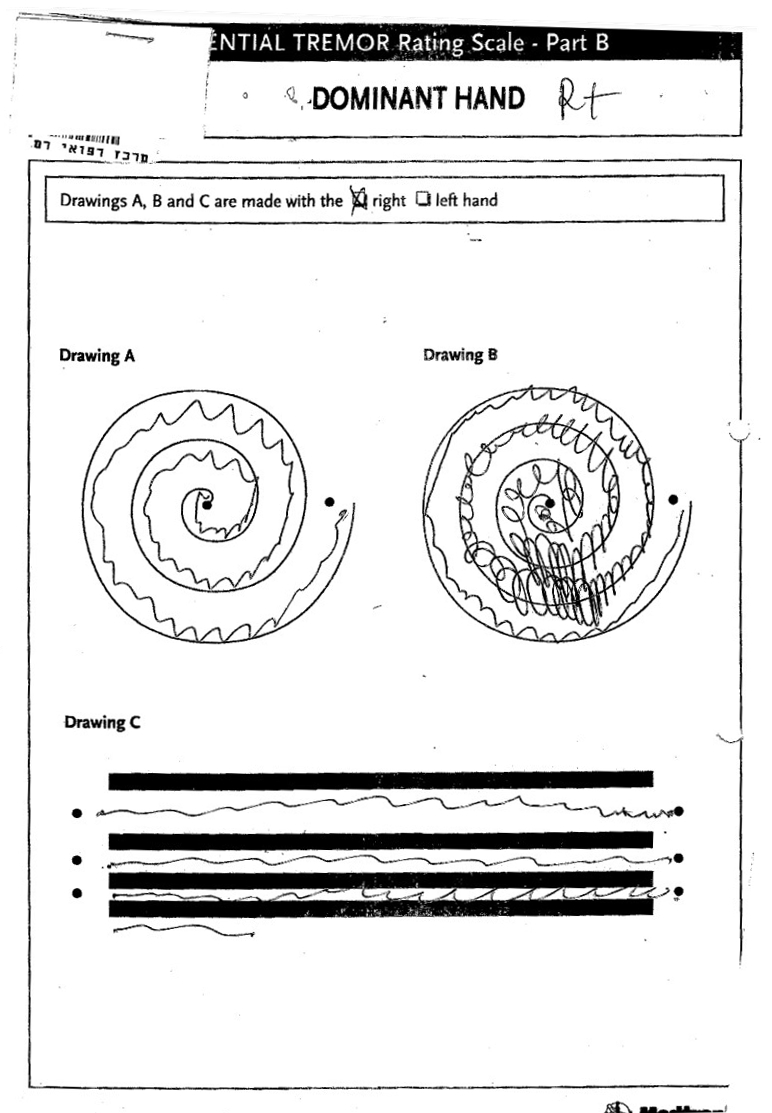 ENTIAL TREMOR Rating Scale - Part B
DOMINANT HAND Rt
מרכז רפואי רמ
Drawings A, B and C are made with the right left hand
Drawing A
Drawing B
Drawing C